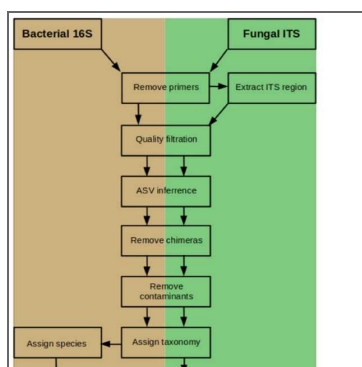 Bacterial 16S
Fungal ITS
Remove primers
Extract ITS region
Quality filtration
ASV inferrence
Remove chimeras
Remove
contaminants
Assign species
Assign taxonomy